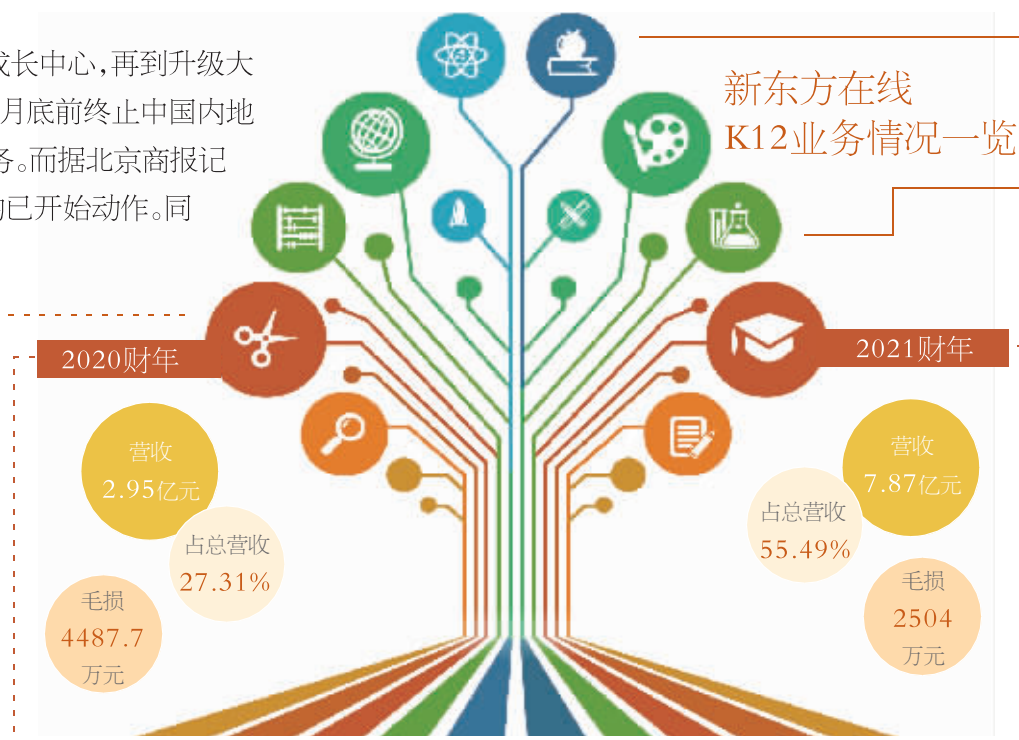 成长中心,再到升级大
月底前终止中国内地
务。而据北京商报记
均已开始动作。同
新东方在线
K12业务情况一览
2020财年
营收
2.95亿元
占总营收
27.31%
毛损
4487.7
万元
2021财年
营收
7.87亿元
占总营收
55.49%
毛损
2504
万元